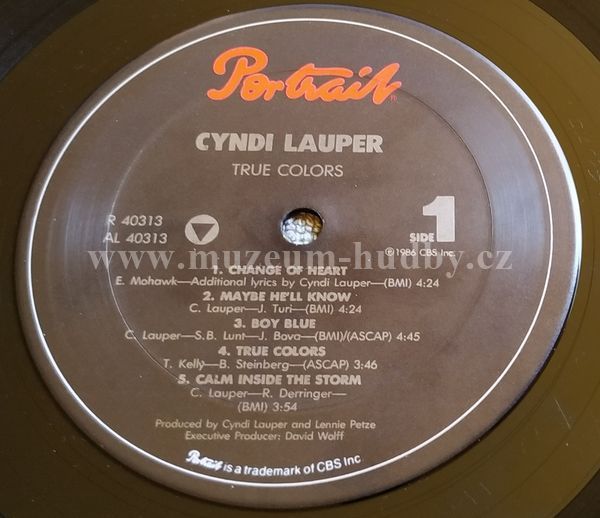 Portrait
CYNDI LAUPER
TRUE COLORS
R 40313
AL 40313
SIDE 1
℗1986 CBS Inc.
www.muzeum-hudby.cz
1. CHANGE OF HEART
E. Mohawk—Additional lyrics by Cyndi Lauper—(BMI) 4:24
2. MAYBE HE'LL KNOW
C. Lauper—J. Turi—(BMI) 4:24
3. BOY BLUE
C. Lauper—S.B. Lunt—J. Bova—(BMI)/(ASCAP) 4:45
4. TRUE COLORS
T. Kelly—B. Steinberg—(ASCAP) 3:46
5. CALM INSIDE THE STORM
C. Lauper—R. Derringer—
(BMI) 3:54
Produced by Cyndi Lauper and Lennie Petze
Executive Producer: David Wolff
Portrait is a trademark of CBS Inc.